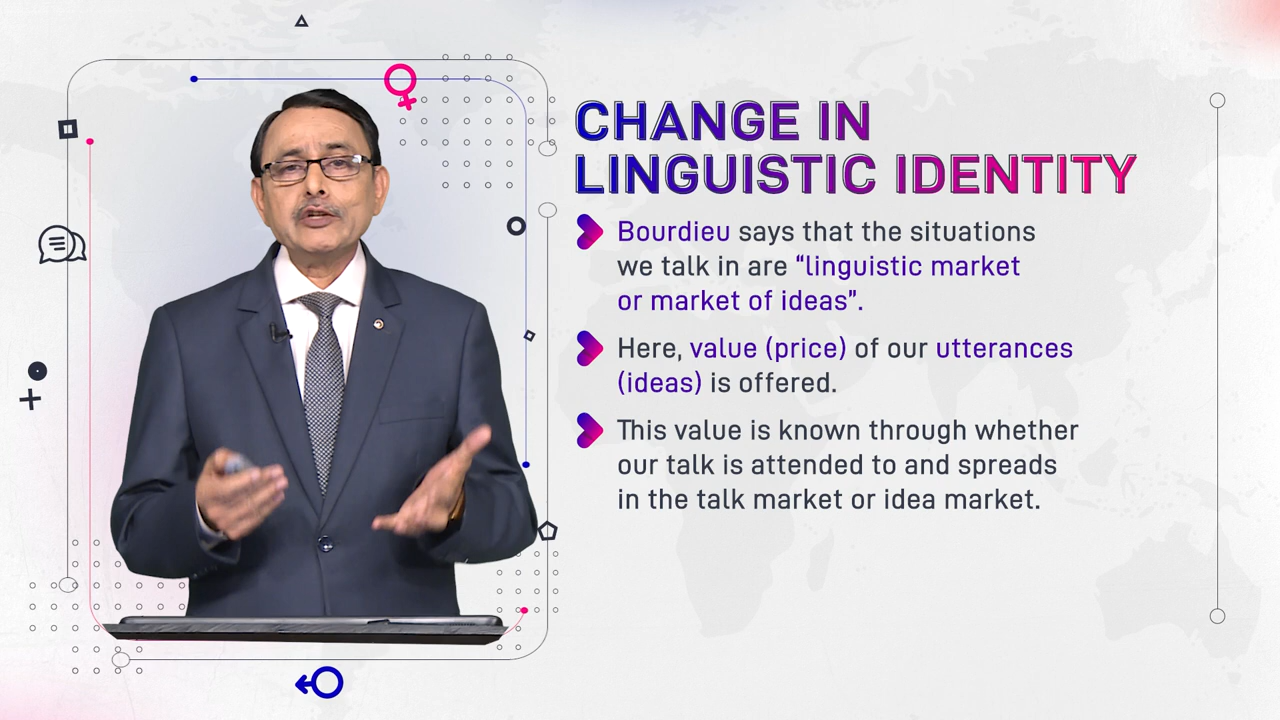 CHANGE IN
LINGUISTIC IDENTITY
Bourdieu says that the situations
we talk in are “linguistic market
or market of ideas”.
Here, value (price) of our utterances
(ideas) is offered.
This value is known through whether
our talk is attended to and spreads
in the talk market or idea market.